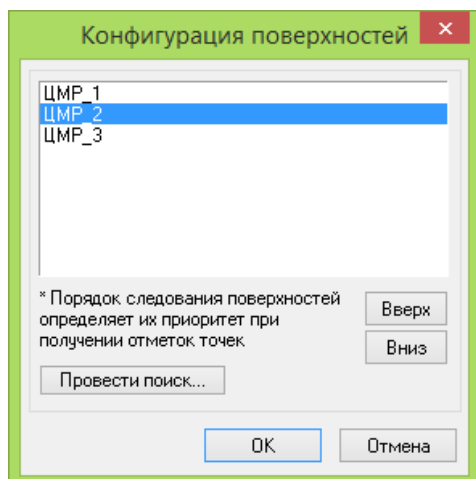 Конфигурация поверхностей
ЦМР_1
ЦМР_2
ЦМР_3
* Порядок следования поверхностей
определяет их приоритет при
получении отметок точек
Вверх
Вниз
Провести поиск...
OK
Отмена